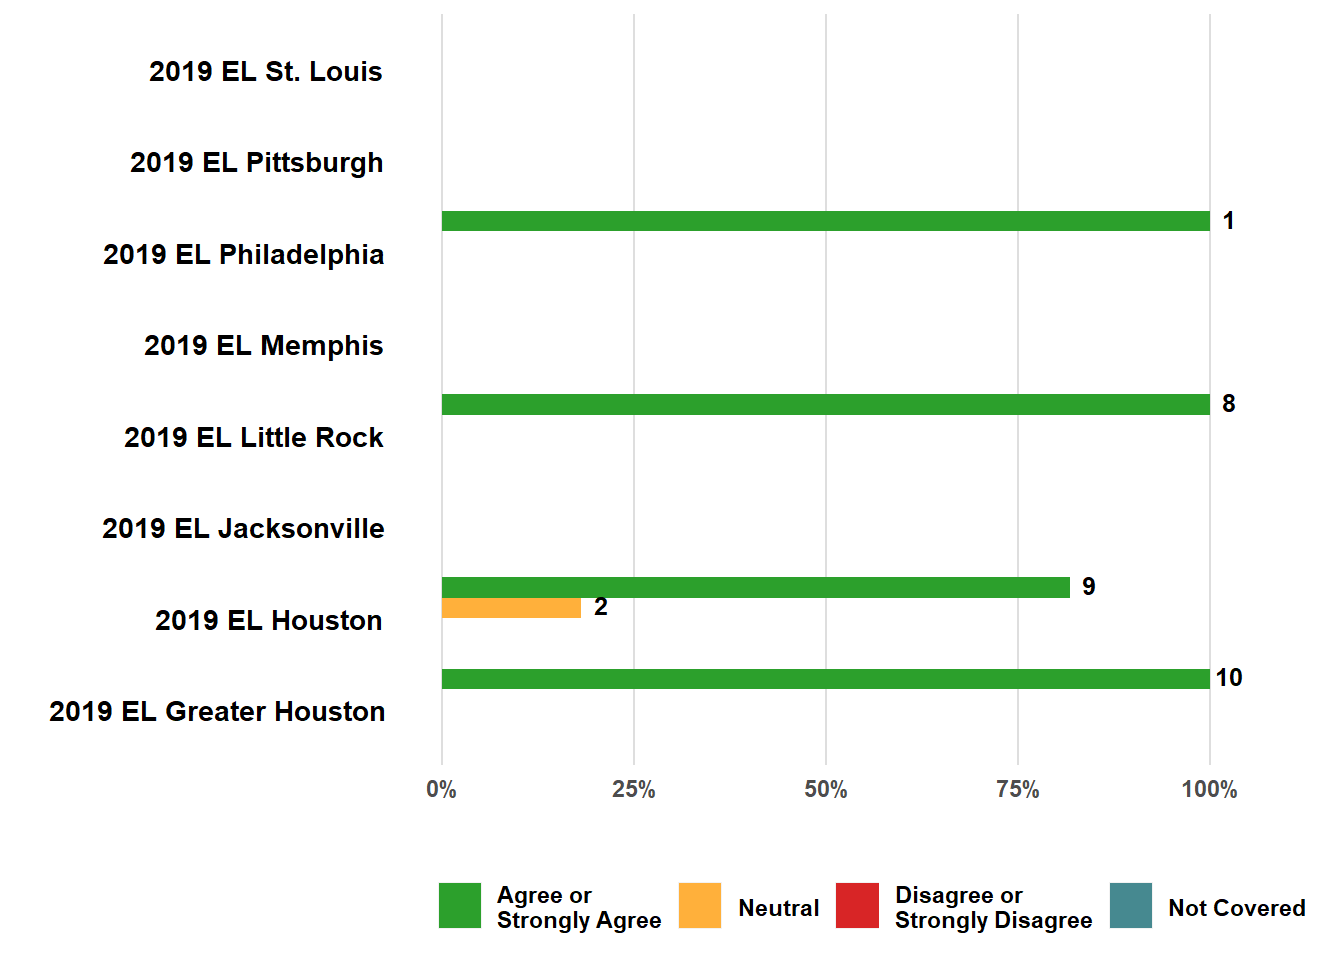 2019 EL St. Louis
2019 EL Pittsburgh
1
2019 EL Philadelphia
2019 EL Memphis
8
2019 EL Little Rock
2019 EL Jacksonville
9
2
2019 EL Houston
10
2019 EL Greater Houston
0% 25% 50% 75% 100%
Agree or
Strongly Agree
Neutral
Disagree or
Strongly Disagree
Not Covered